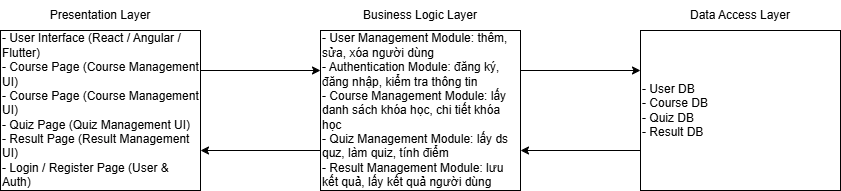 Presentation Layer
- User Interface (React / Angular /
Flutter)
- Course Page (Course Management
UI)
- Course Page (Course Management
UI)
- Quiz Page (Quiz Management UI)
- Result Page (Result Management
UI)
- Login / Register Page (User &
Auth)
Business Logic Layer
- User Management Module: thêm,
sửa, xóa người dùng
- Authentication Module: đăng ký,
đăng nhập, kiểm tra thông tin
- Course Management Module: lấy
danh sách khóa học, chi tiết khóa
học
- Quiz Management Module: lấy ds
quz, làm quiz, tính điểm
- Result Management Module: lưu
kết quả, lấy kết quả người dùng
Data Access Layer
- User DB
- Course DB
- Quiz DB
- Result DB